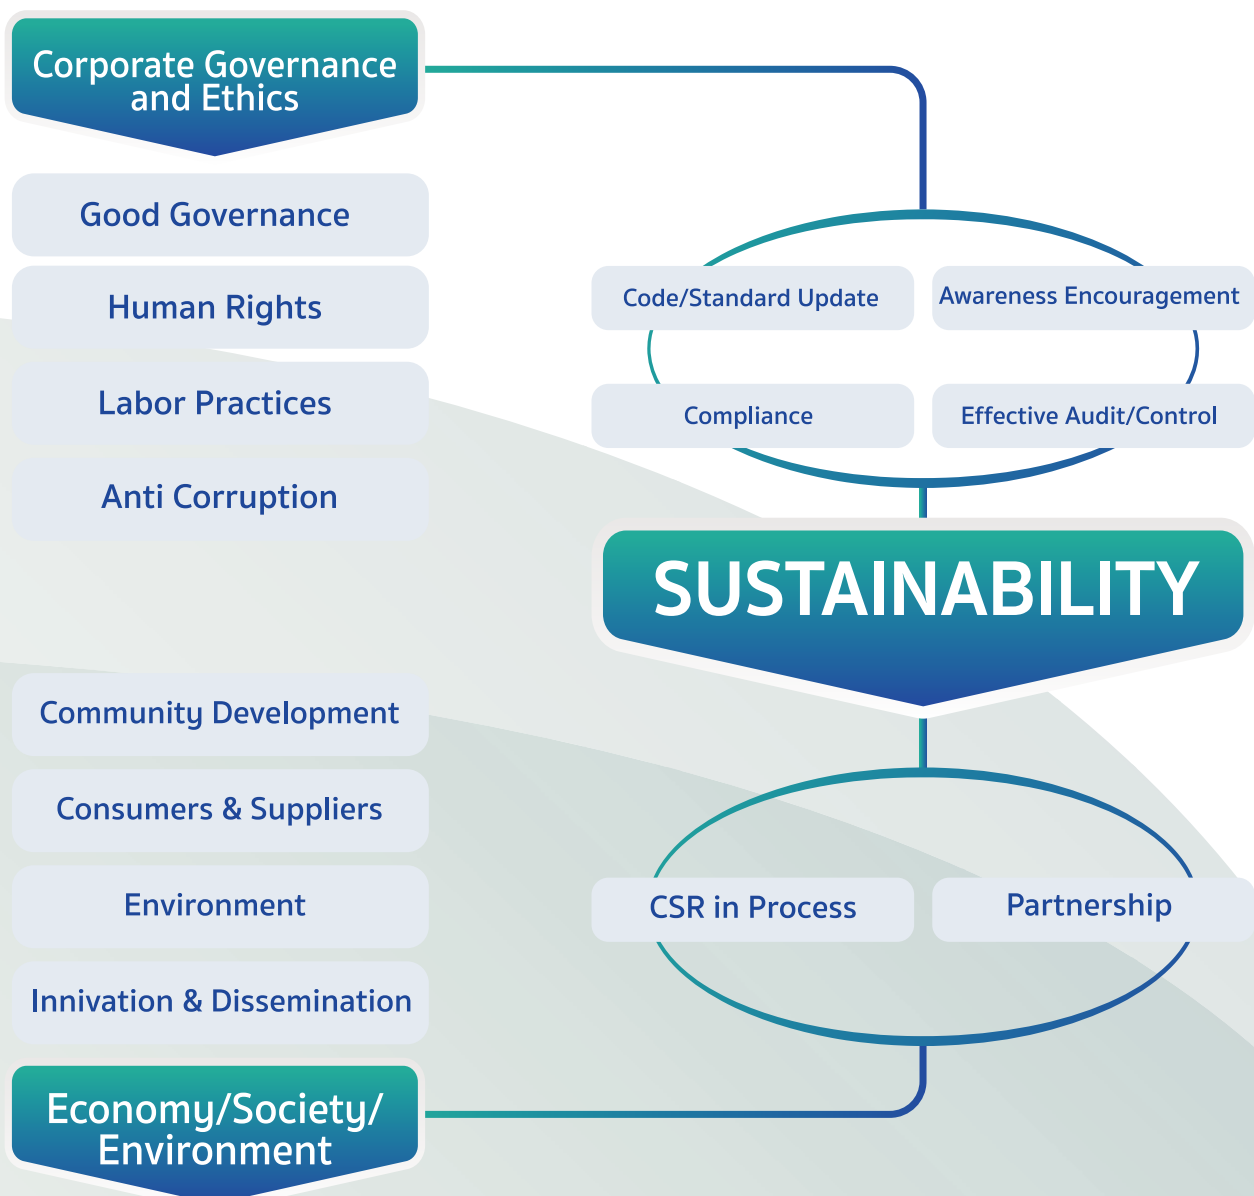 Corporate Governance
and Ethics
Good Governance
Human Rights
Labor Practices
Anti Corruption
Code/Standard Update
Awareness Encouragement
Compliance
Effective Audit/Control
SUSTAINABILITY
Community Development
Consumers & Suppliers
Environment
Innivation & Dissemination
Economy/Society/
Environment
CSR in Process
Partnership